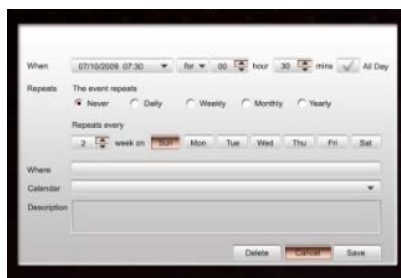 When 07/10/2009 07:30 for 00 hour 30 mins All Day
Repeats The event repeats
Never Daily Weekly Monthly Yearly
Repeats every
2 week on Sun Mon Tue Wed Thu Fri Sat
Where
Calendar
Description
Delete Cancel Save